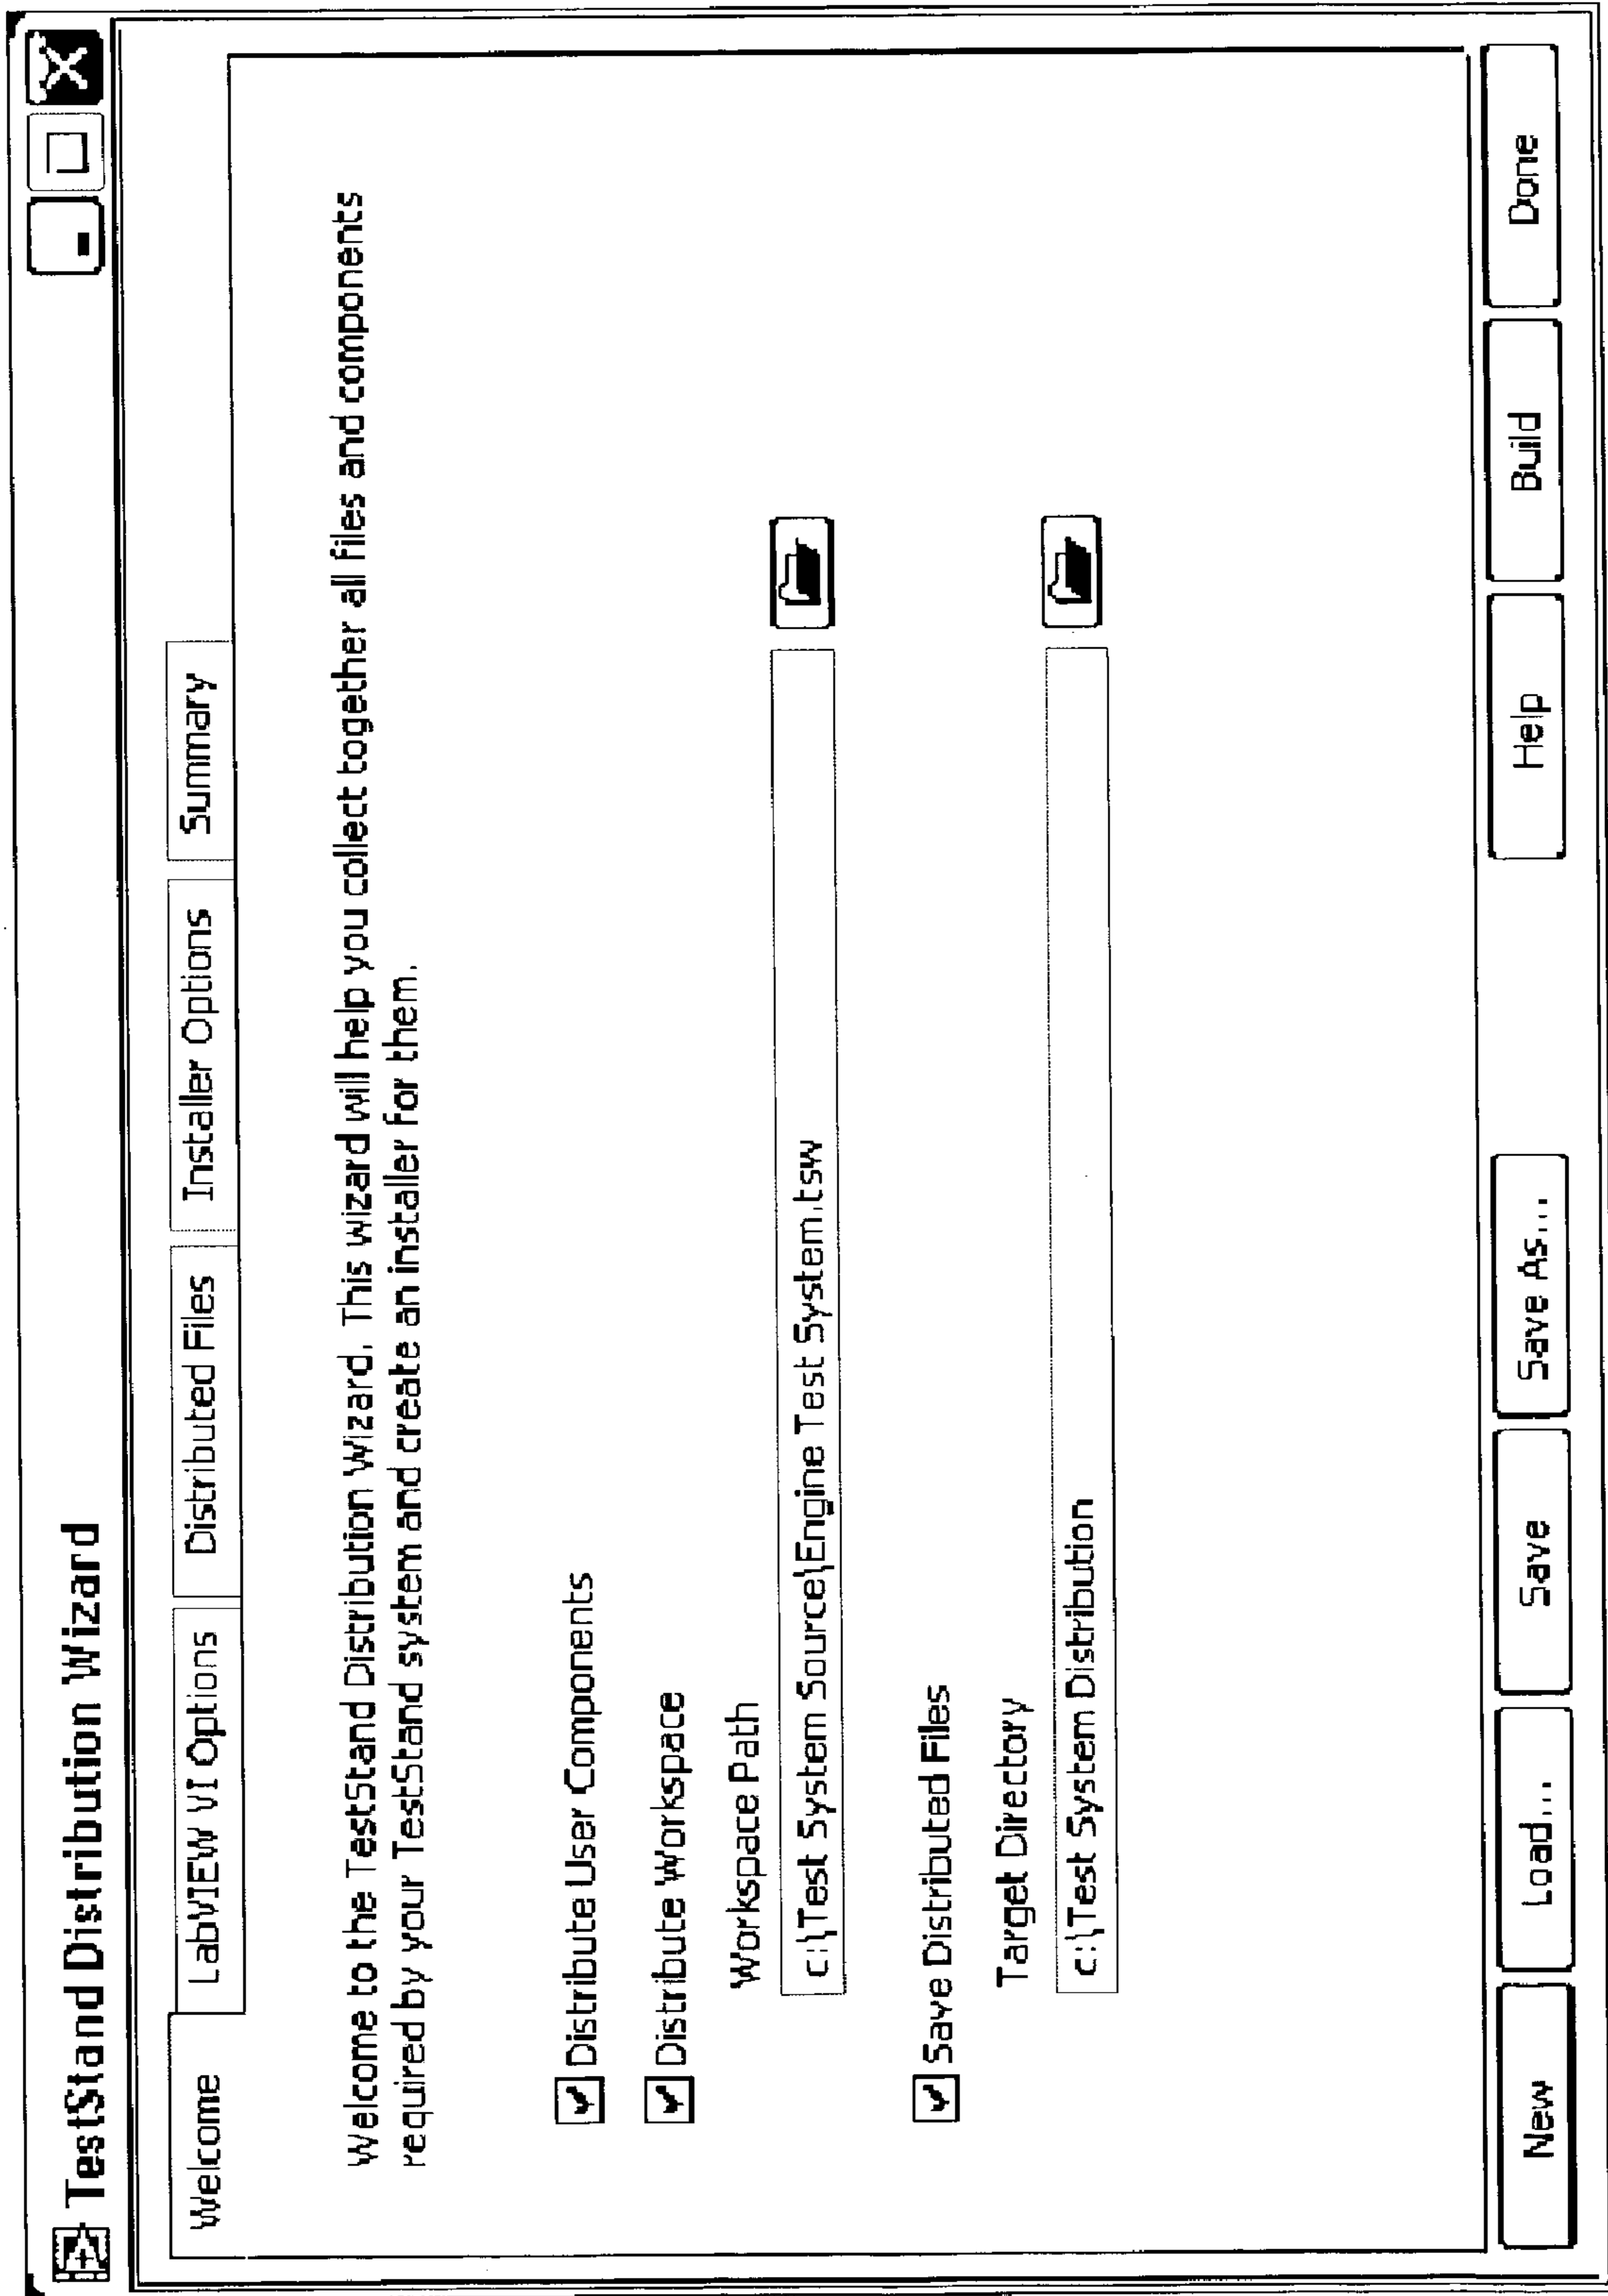 TestStand Distribution Wizard
Welcome
LabVIEW VI Options
Distributed Files
Installer Options
Summary
Welcome to the TestStand Distribution Wizard. This wizard will help you collect together all files and components
required by your TestStand system and create an installer for them.
Distribute User Components
Distribute Workspace
Workspace Path
c:\Test System Source\Engine Test System.tsw
Save Distributed Files
Target Directory
c:\Test System Distribution
New
Load...
Save
Save As...
Help
Build
Done